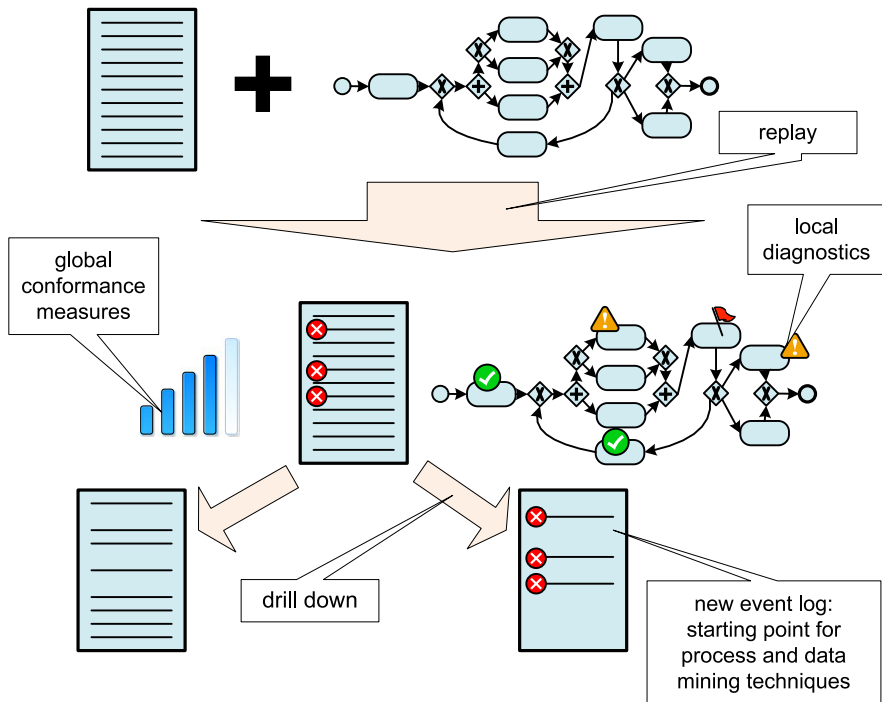 replay
local
diagnostics
global
conformance
measures
drill down
new event log:
starting point for
process and data
mining techniques